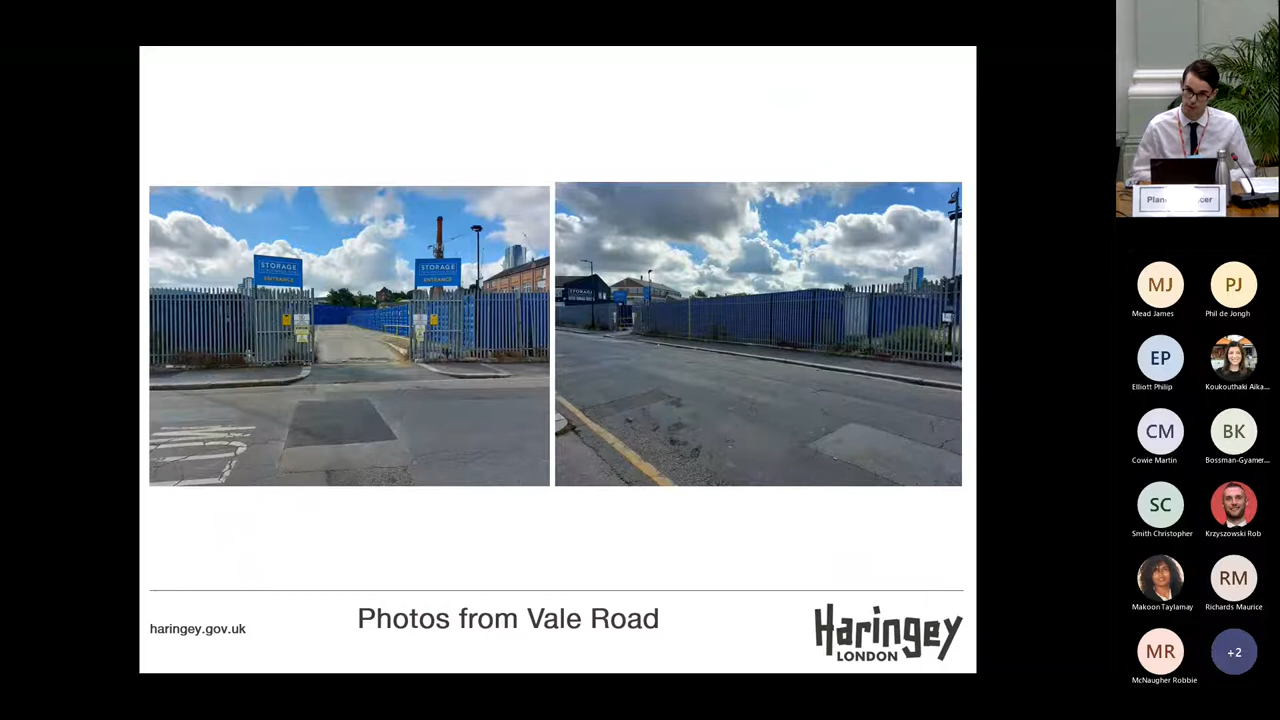 STORAGE
ENTRANCE
STORAGE
ENTRANCE
STORAGE
Photos from Vale Road
haringey.gov.uk
Haringey
LONDON
MJ
Mead James
PJ
Phil de Jongh
EP
Elliott Philip
Koukouthaki Aika...
CM
Cowie Martin
BK
Bossman-Gyamer...
SC
Smith Christopher
Krzyszowski Rob
Makoon Taylamay
RM
Richards Maurice
MR
McNaugher Robbie
+2